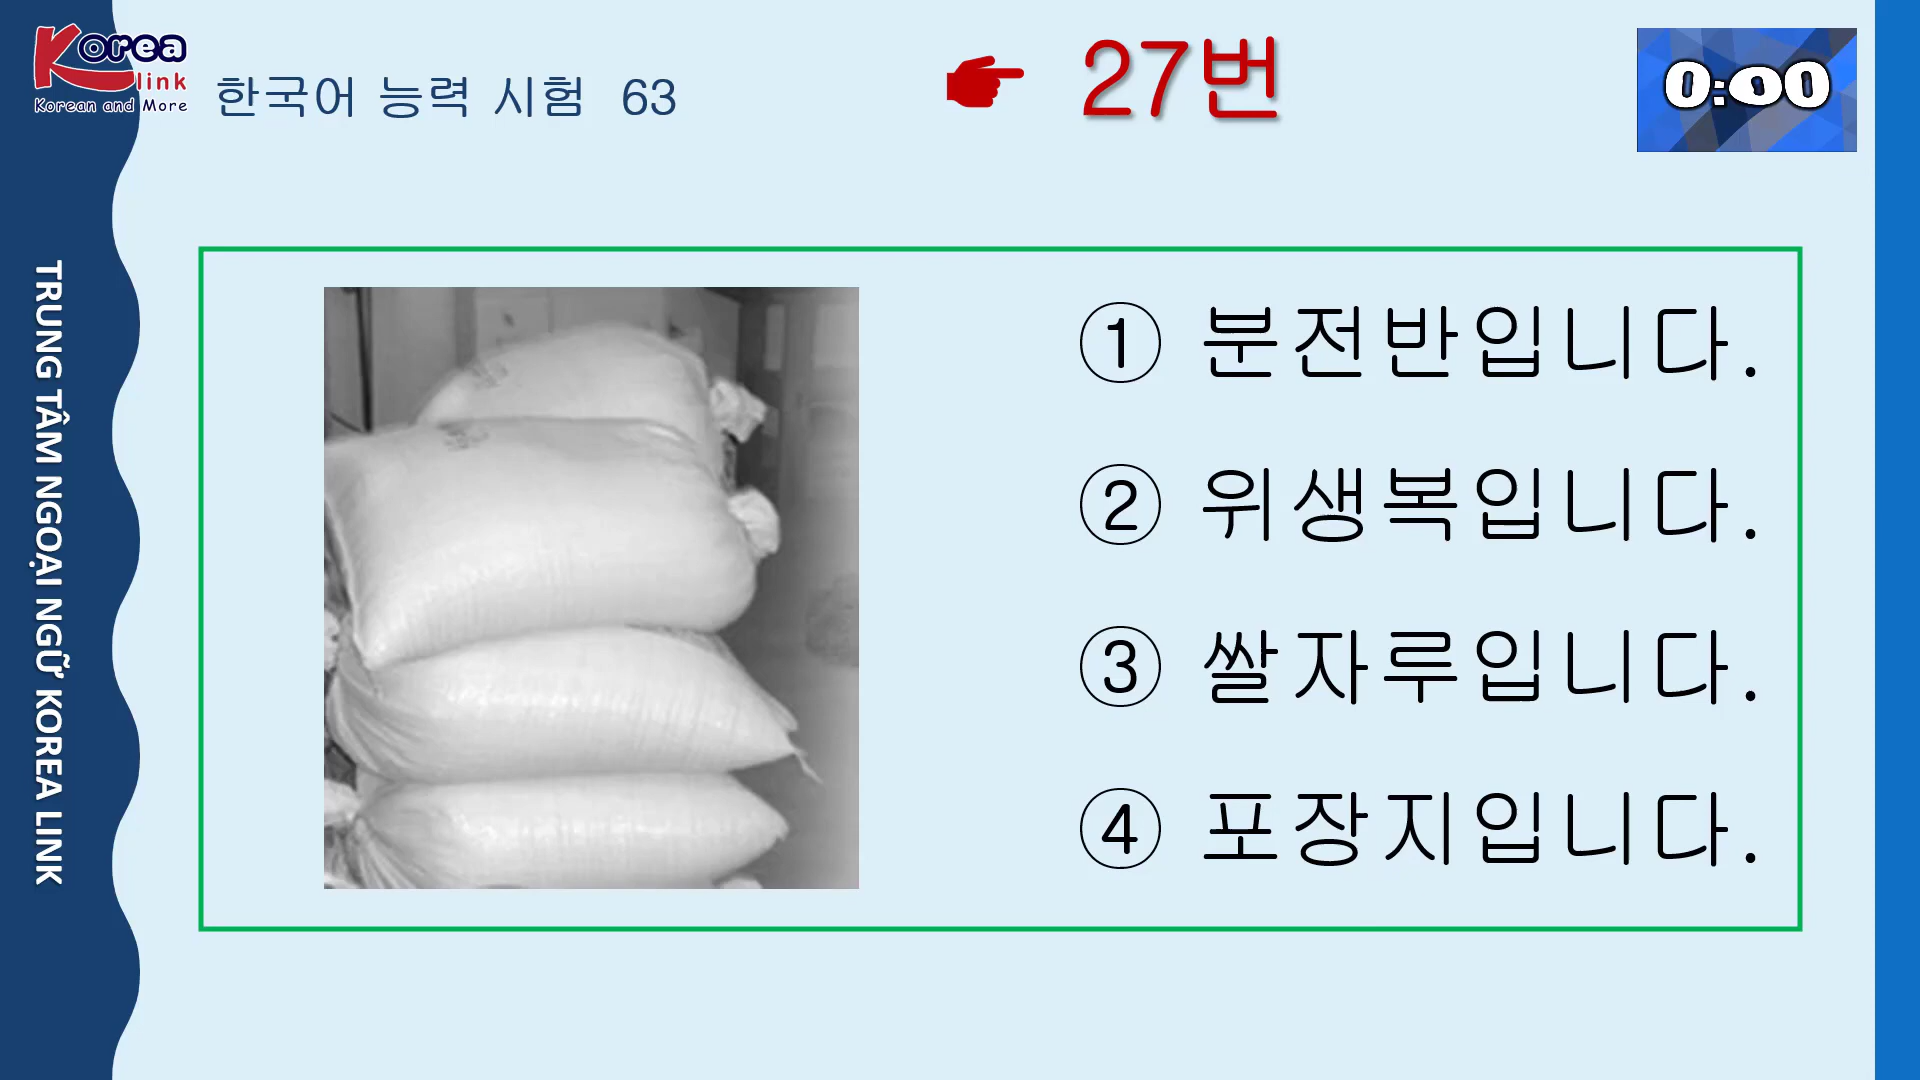 Korea
link
Korean and More
한국어 능력 시험 63
27번
0:00
TRUNG TÂM NGOẠI NGỮ KOREA LINK
① 분전반입니다.
② 위생복입니다.
③ 쌀자루입니다.
④ 포장지입니다.